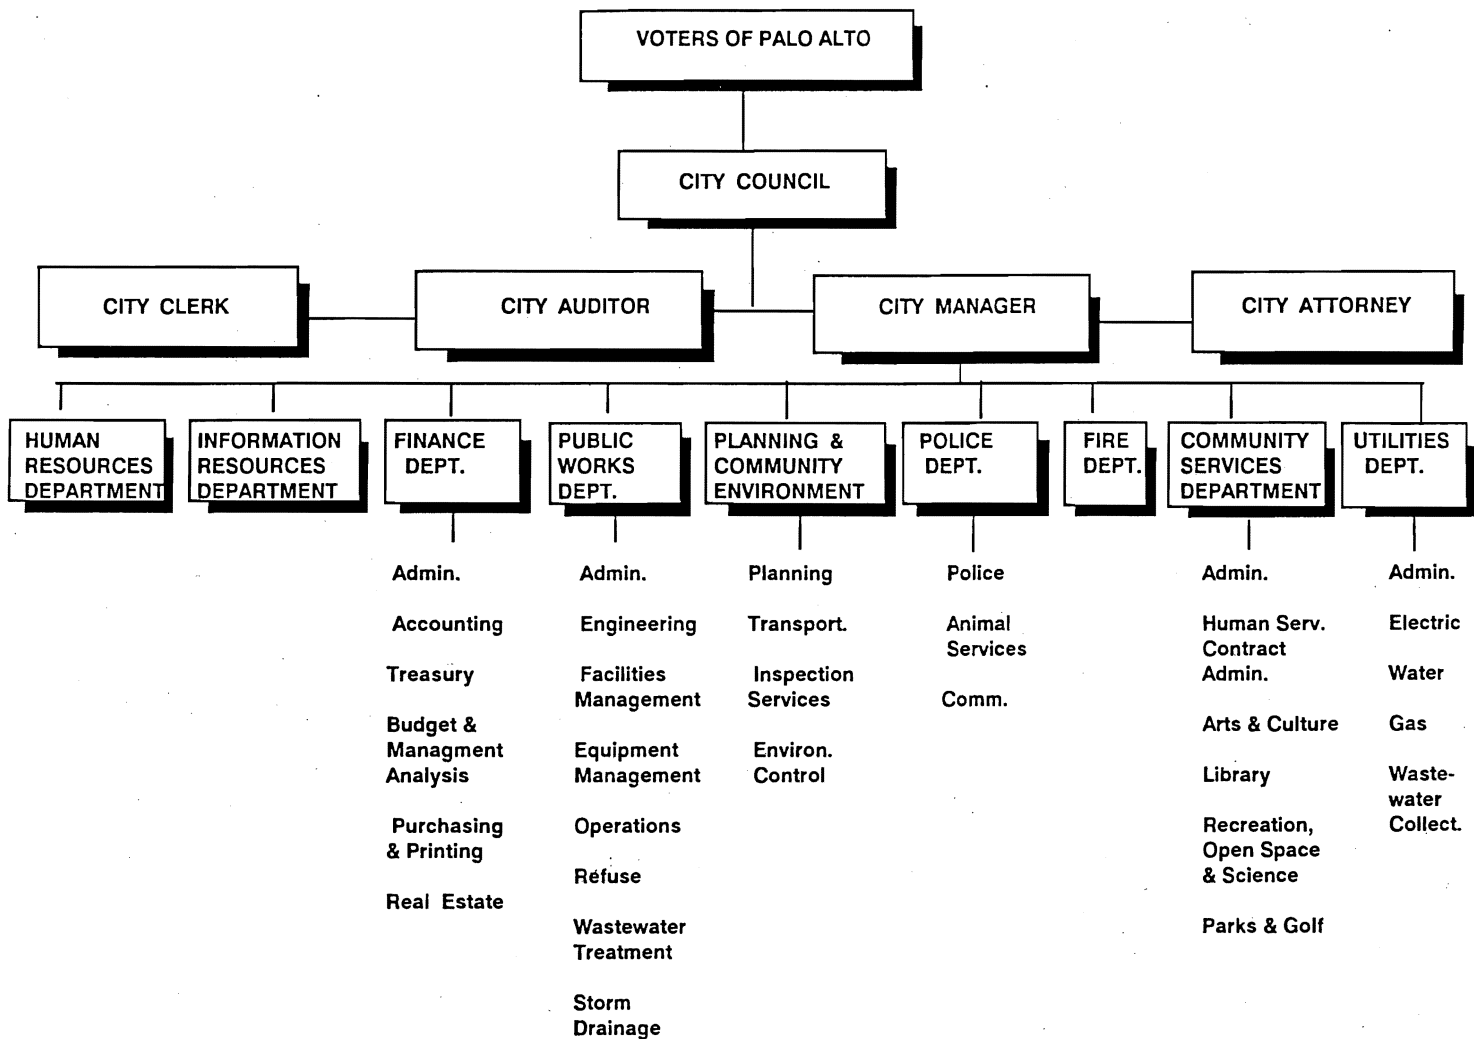 VOTERS OF PALO ALTO
CITY COUNCIL
CITY CLERK
CITY AUDITOR
CITY MANAGER
CITY ATTORNEY
HUMAN
RESOURCES
DEPARTMENT
INFORMATION
RESOURCES
DEPARTMENT
FINANCE
DEPT.
PUBLIC
WORKS
DEPT.
PLANNING &
COMMUNITY
ENVIRONMENT
POLICE
DEPT.
FIRE
DEPT.
COMMUNITY
SERVICES
DEPARTMENT
UTILITIES
DEPT.
Admin.
Accounting
Treasury
Budget &
Managment
Analysis
Purchasing
& Printing
Real Estate
Admin.
Engineering
Facilities
Management
Equipment
Management
Operations
Refuse
Wastewater
Treatment
Storm
Drainage
Planning
Transport.
Inspection
Services
Environ.
Control
Police
Animal
Services
Comm.
Admin.
Human Serv.
Contract
Admin.
Arts & Culture
Library
Recreation,
Open Space
& Science
Parks & Golf
Admin.
Electric
Water
Gas
Waste-
water
Collect.